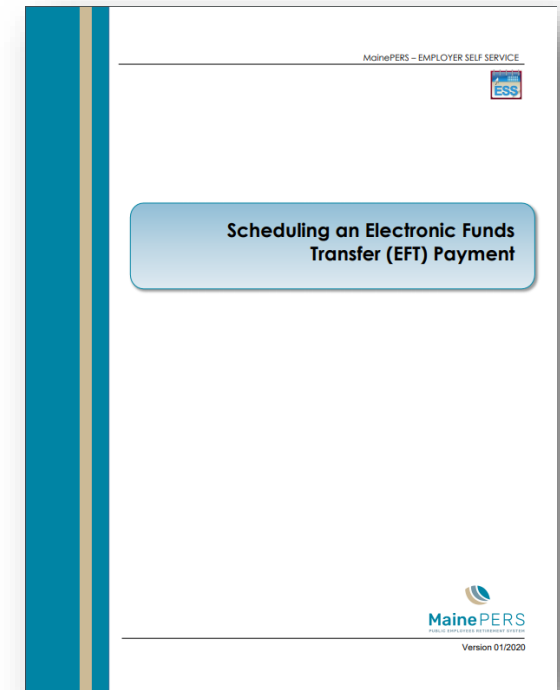 MainePERS – EMPLOYER SELF SERVICE
ESS
Scheduling an Electronic Funds
Transfer (EFT) Payment
MainePERS
PUBLIC EMPLOYEES RETIREMENT SYSTEM
Version 01/2020